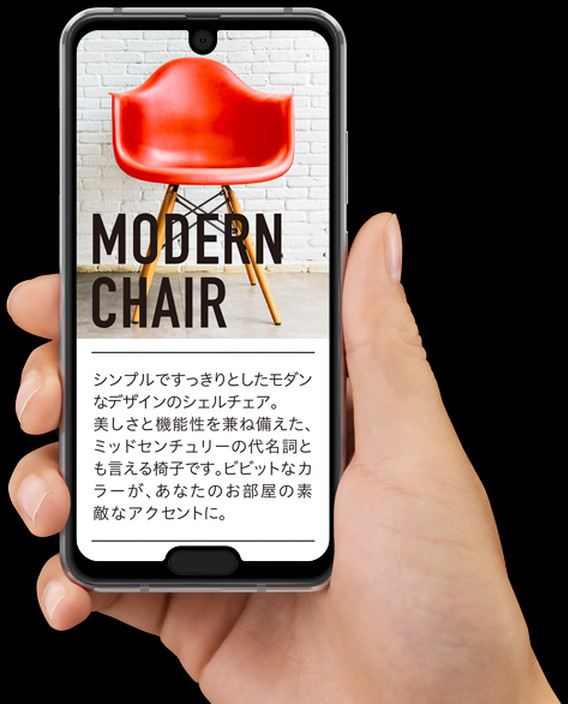 MODERN
CHAIR
シンプルですっきりとしたモダン
なデザインのシェルチェア。
美しさと機能性を兼ね備えた、
ミッドセンチュリーの代名詞と
も言える椅子です。ビビットなカ
ラーが、あなたのお部屋の素
敵なアクセントに。